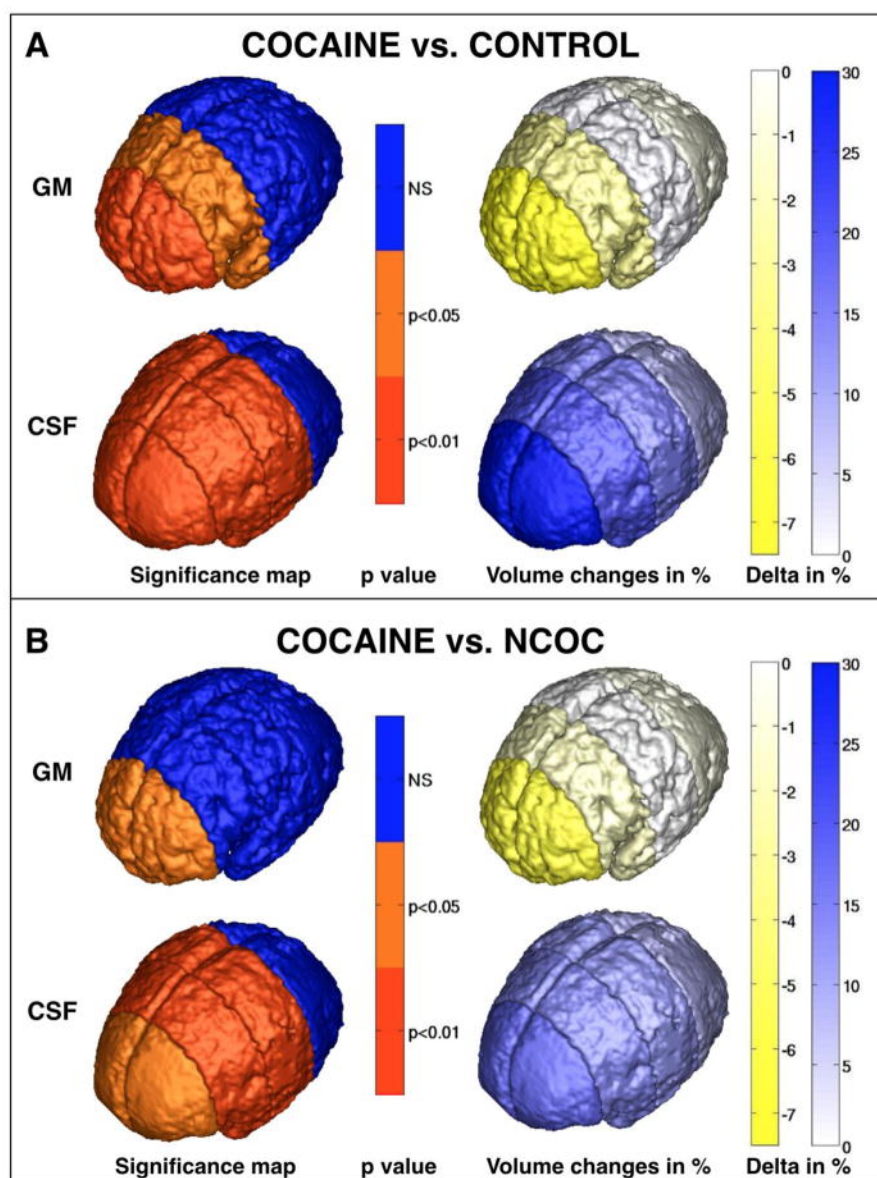 A COCAINE vs. CONTROL
GM
CSF
NS
p<0.05
p<0.01
0
-1
-2
-3
-4
-5
-6
-7
30
25
20
15
10
5
0
Significance map p value Volume changes in % Delta in %
B COCAINE vs. NCOC
GM
CSF
NS
p<0.05
p<0.01
0
-1
-2
-3
-4
-5
-6
-7
30
25
20
15
10
5
0
Significance map p value Volume changes in % Delta in %